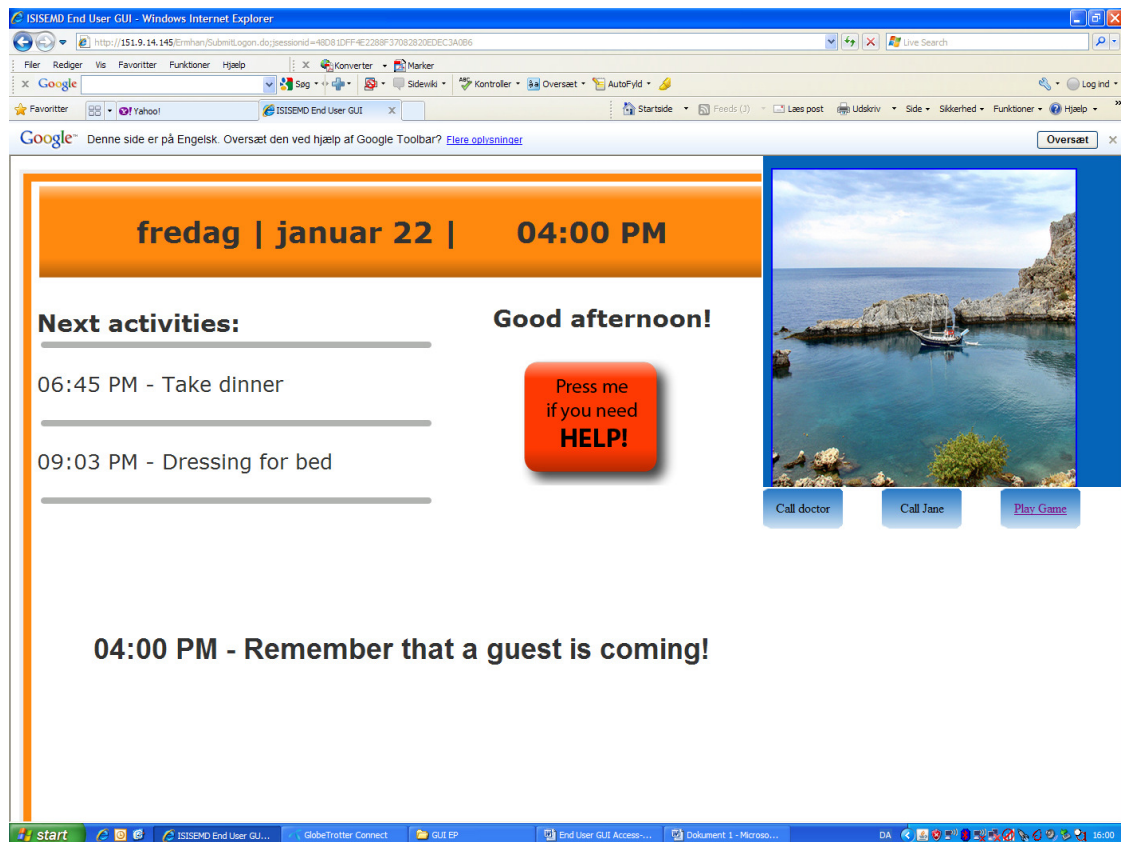 ISISEMD End User GUI - Windows Internet Explorer
http://151.9.14.145/Ermhan/SubmitLogon.do;jsessionid=48D81DFF4E2288F37082820EDEC3A0B6
Live Search
Filer Rediger Vis Favoritter Funktioner Hjælp X Konverter Marker
x Google Søg Sidewiki Kontroller Oversæt AutoFyld Log ind
Favoritter Yahoo! ISISEMD End User GUI X Startside Feeds (J) Læs post Udskriv Side Sikkerhed Funktioner Hjælp »
Google™ Denne side er på Engelsk. Oversæt den ved hjælp af Google Toolbar? Flere oplysninger Oversæt ×
fredag | januar 22 | 04:00 PM
Next activities:
Good afternoon!
06:45 PM - Take dinner
Press me
if you need
HELP!
09:03 PM - Dressing for bed
Call doctor Call Jane Play Game
04:00 PM - Remember that a guest is coming!
start ISISEMD End User GU... GlobeTrotter Connect GUI EP End User GUI Access-... Dokument 1 - Microso... DA 16:00